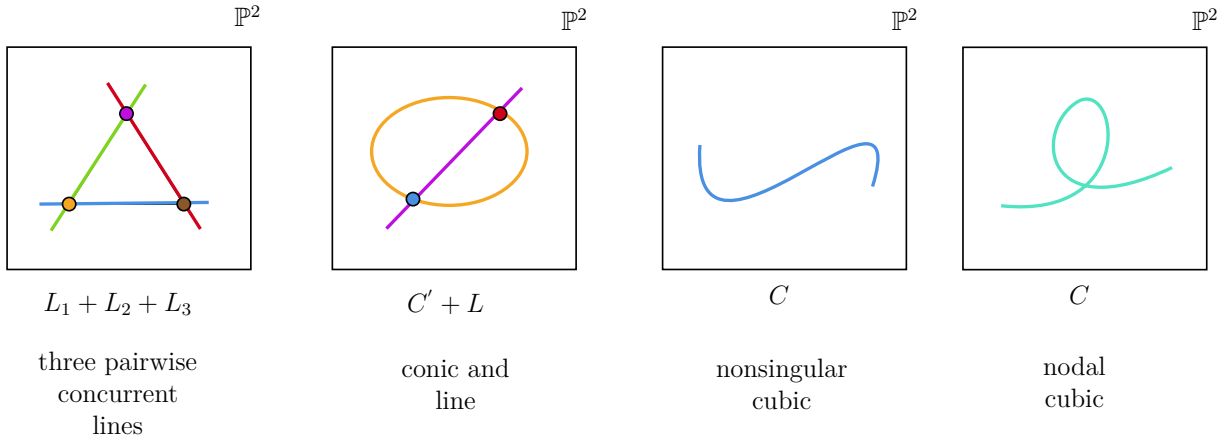 ℙ² ℙ² ℙ² ℙ²
L₁ + L₂ + L₃ C′ + L C C
three pairwise
concurrent
lines
conic and
line
nonsingular
cubic
nodal
cubic